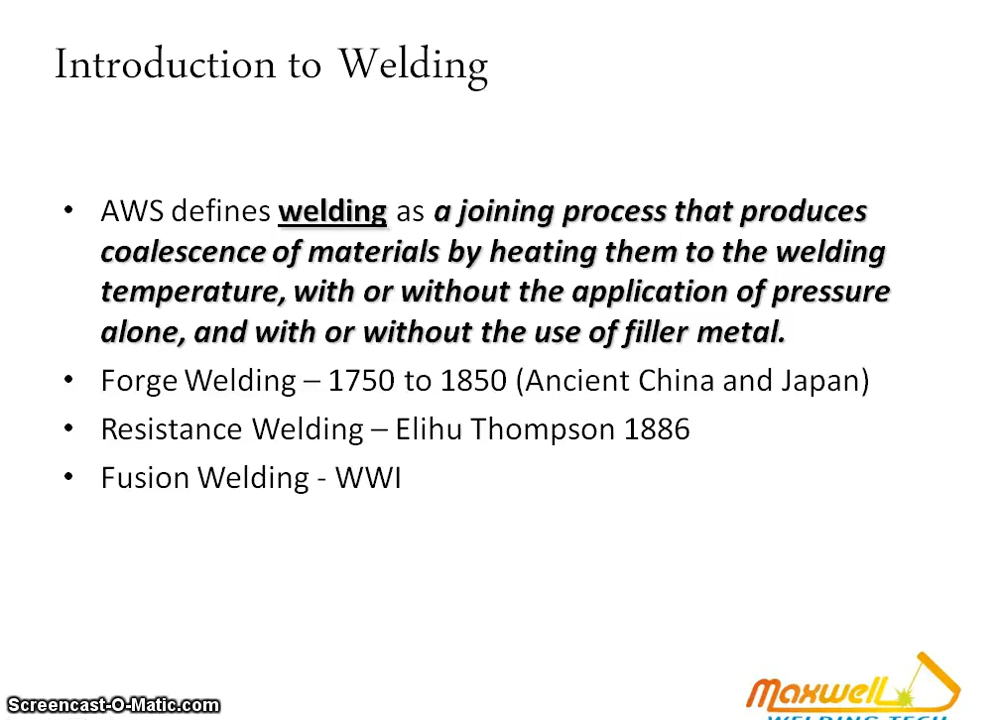 Introduction to Welding
• AWS defines welding as a joining process that produces
coalescence of materials by heating them to the welding
temperature, with or without the application of pressure
alone, and with or without the use of filler metal.
• Forge Welding – 1750 to 1850 (Ancient China and Japan)
• Resistance Welding – Elihu Thompson 1886
• Fusion Welding - WWI
Maxwell
WELDING TECH
Screencast-O-Matic.com